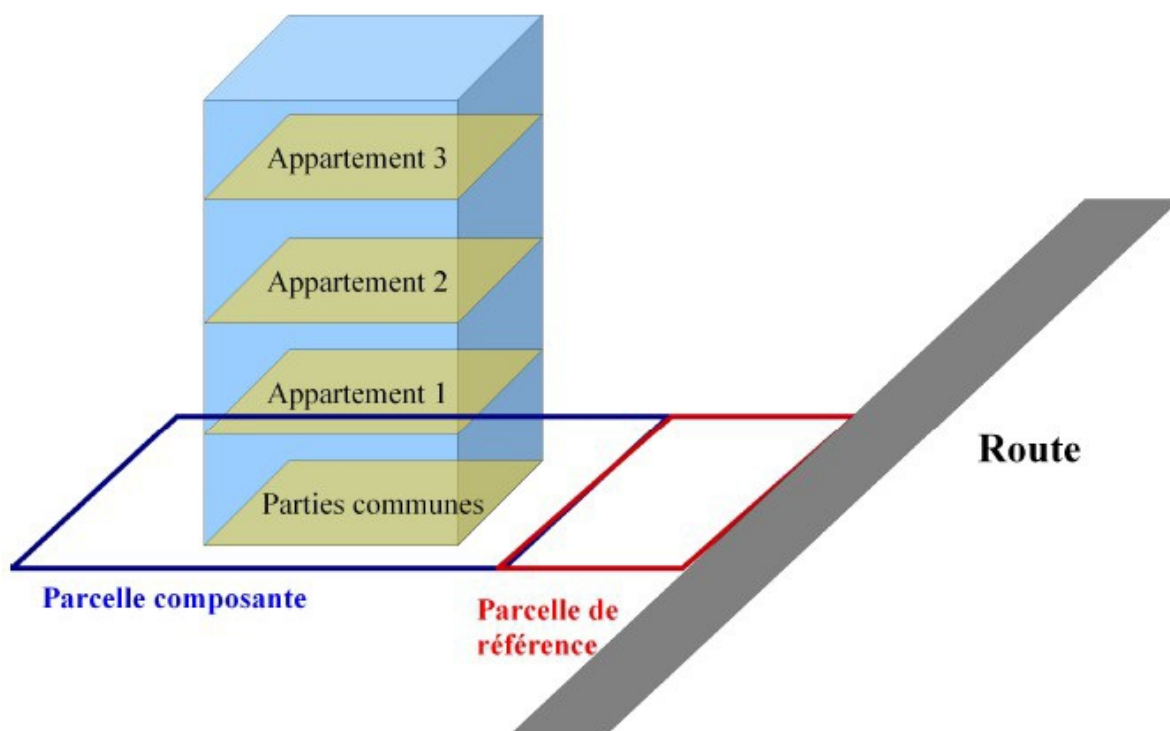 Appartement 3
Appartement 2
Appartement 1
Route
Parties communes
Parcelle composante
Parcelle de
référence